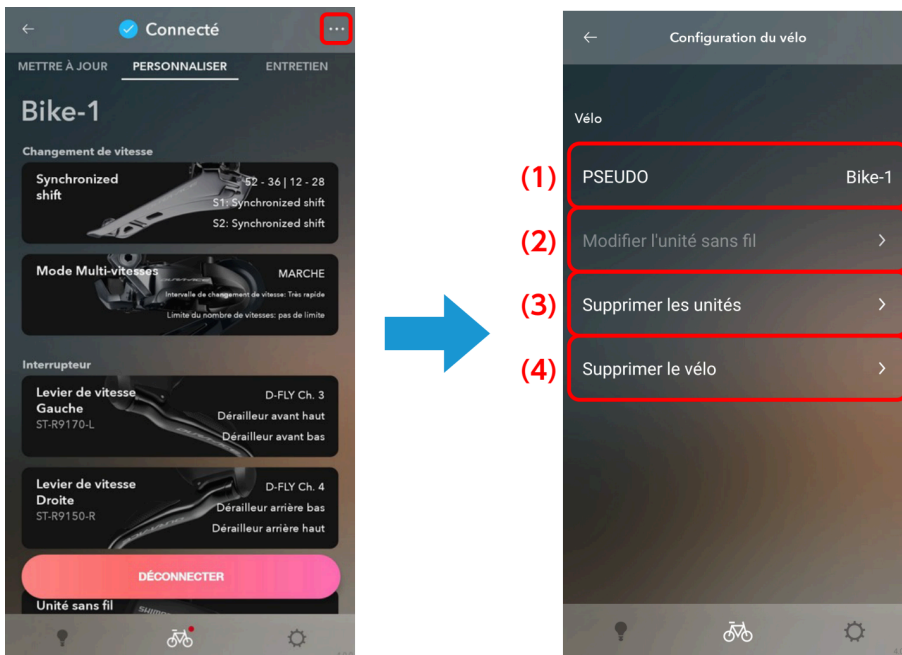 Connecté
METTRE À JOUR PERSONNALISER ENTRETIEN
Bike-1
Changement de vitesse
Synchronized
shift
52 - 36 | 12 - 28
S1: Synchronized shift
S2: Synchronized shift
Mode Multi-vitesses
MARCHE
Intervalle de changement de vitesse: Très rapide
Limite du nombre de vitesses: pas de limite
Interrupteur
Levier de vitesse
Gauche
ST-R9170-L
D-FLY Ch. 3
Dérailleur avant haut
Dérailleur avant bas
Levier de vitesse
Droite
ST-R9150-R
D-FLY Ch. 4
Dérailleur arrière bas
Dérailleur arrière haut
DÉCONNECTER
Unité sans fil
Configuration du vélo
Vélo
(1) PSEUDO Bike-1
(2) Modifier l'unité sans fil
(3) Supprimer les unités
(4) Supprimer le vélo